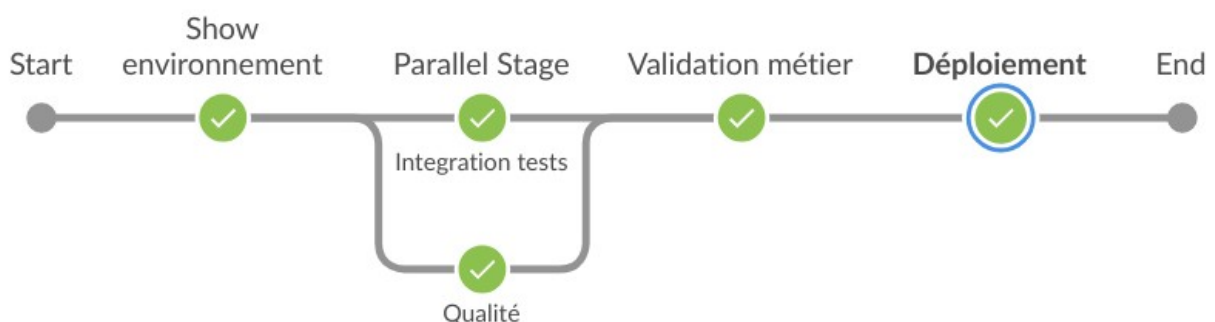 Start
Show
environnement
Parallel Stage
Validation métier
Déploiement
End
Integration tests
Qualité